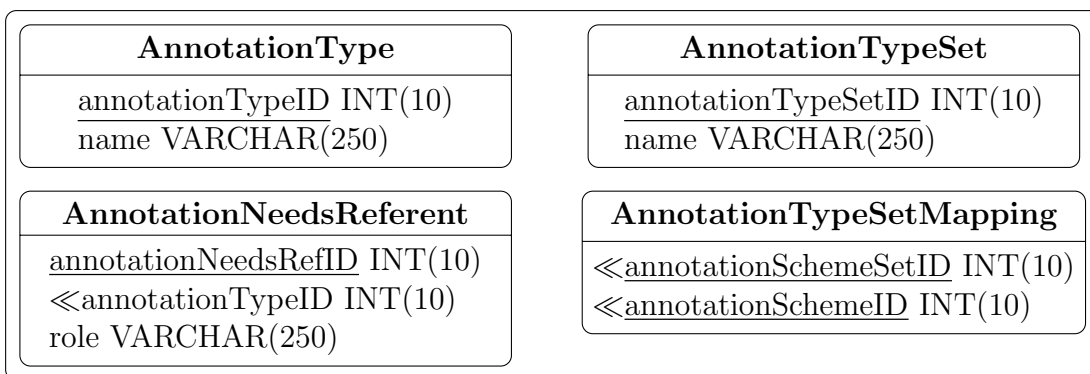 AnnotationType
annotationTypeID INT(10)
name VARCHAR(250)
AnnotationTypeSet
annotationTypeSetID INT(10)
name VARCHAR(250)
AnnotationNeedsReferent
annotationNeedsRefID INT(10)
≪annotationTypeID INT(10)
role VARCHAR(250)
AnnotationTypeSetMapping
≪annotationSchemeSetID INT(10)
≪annotationSchemeID INT(10)